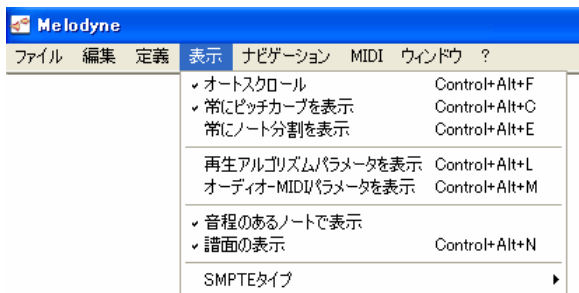 Melodyne
ファイル 編集 定義 表示 ナビゲーション MIDI ウィンドウ ?
オートスクロール Control+Alt+F
常にピッチカーブを表示 Control+Alt+C
常にノート分割を表示 Control+Alt+E
再生アルゴリズムパラメータを表示 Control+Alt+L
オーディオ-MIDIパラメータを表示 Control+Alt+M
音程のあるノートで表示
譜面の表示 Control+Alt+N
SMPTEタイプ